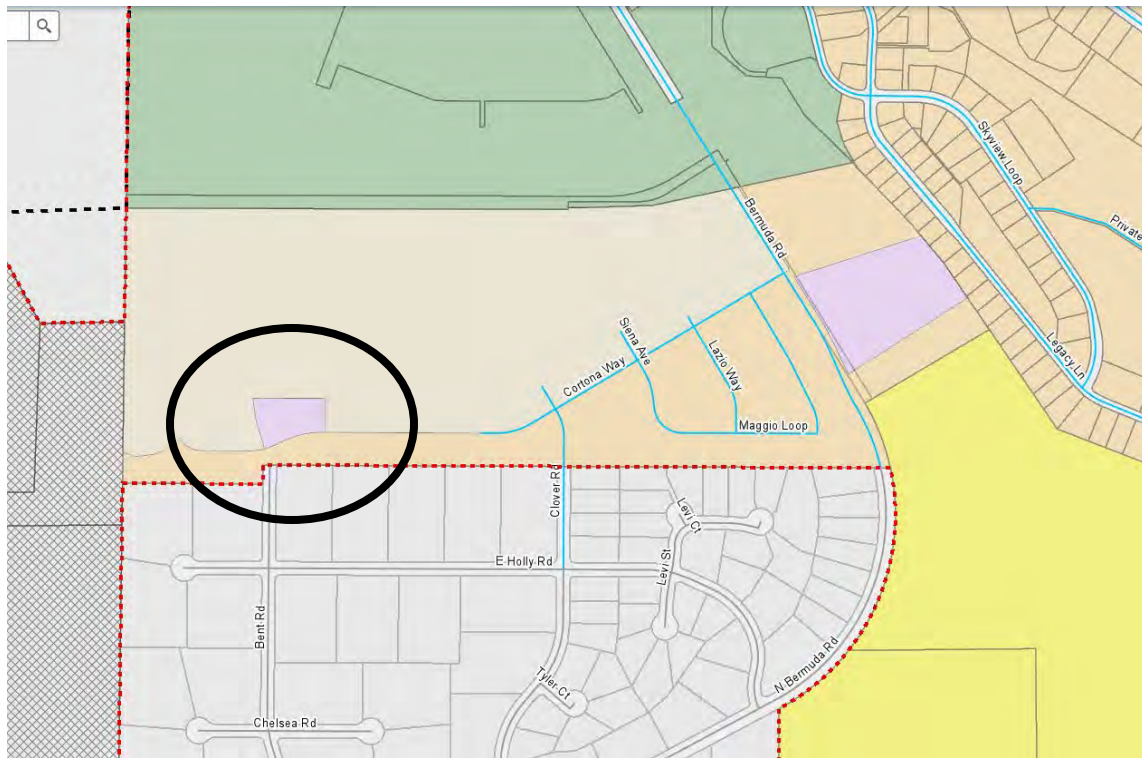 Skyview Loop
Private
Bermuda Rd
Siena Ave
Lazio Way
Cortona Way
Legacy Ln
Maggio Loop
Clover Rd
Levi Ct
Levi St
E Holly Rd
Bent Rd
N Bermuda Rd
Tyler Ct
Chelsea Rd